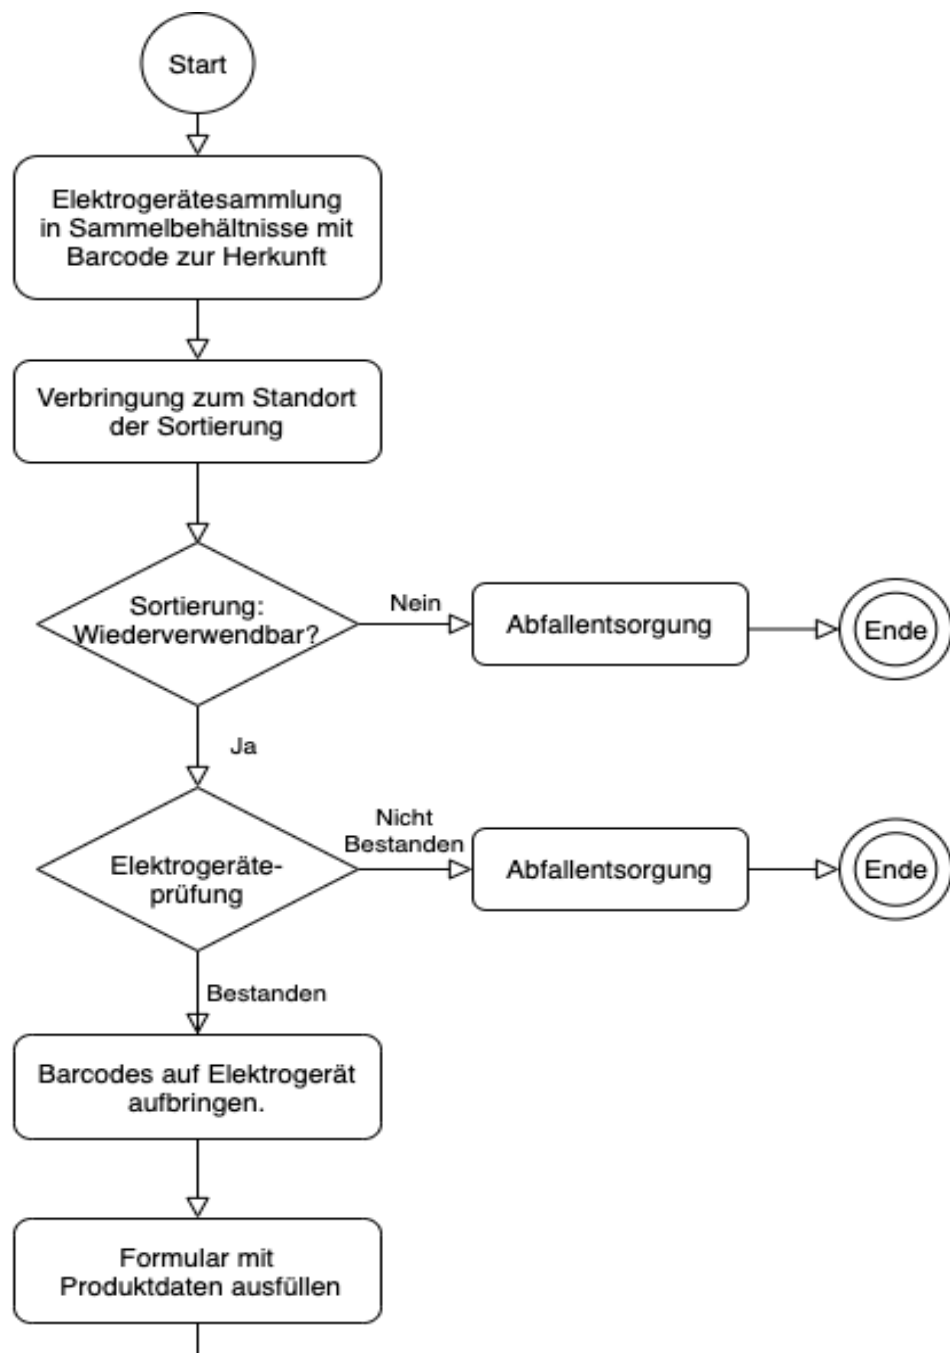 Start
Elektrogerätesammlung
in Sammelbehältnisse mit
Barcode zur Herkunft
Verbringung zum Standort
der Sortierung
Sortierung:
Wiederverwendbar?
Nein
Abfallentsorgung
Ende
Ja
Elektrogeräte-
prüfung
Nicht
Bestanden
Abfallentsorgung
Ende
Bestanden
Barcodes auf Elektrogerät
aufbringen.
Formular mit
Produktdaten ausfüllen